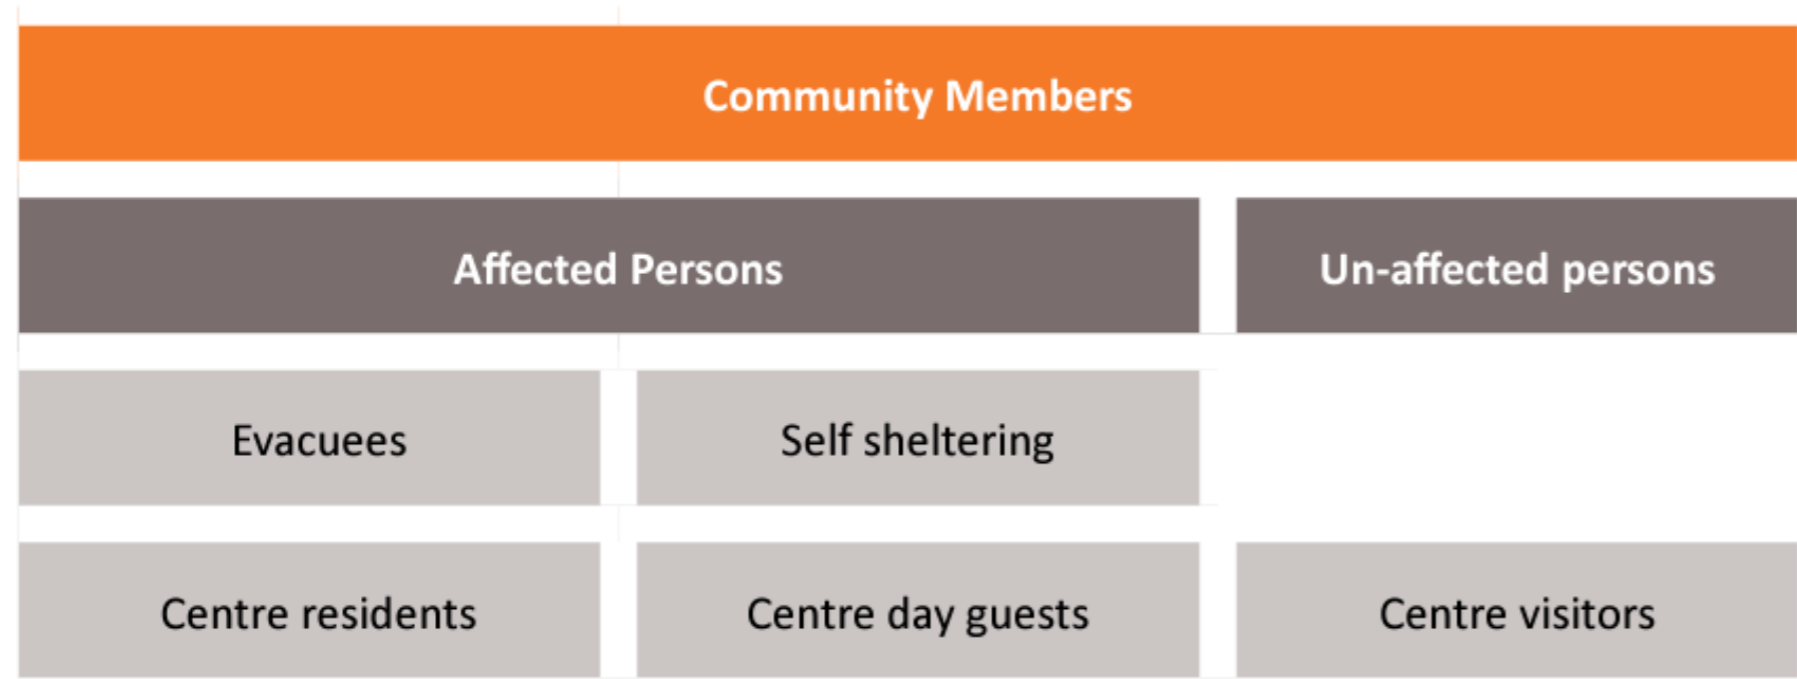 Community Members
Affected Persons
Un-affected persons
Evacuees
Self sheltering
Centre residents
Centre day guests
Centre visitors